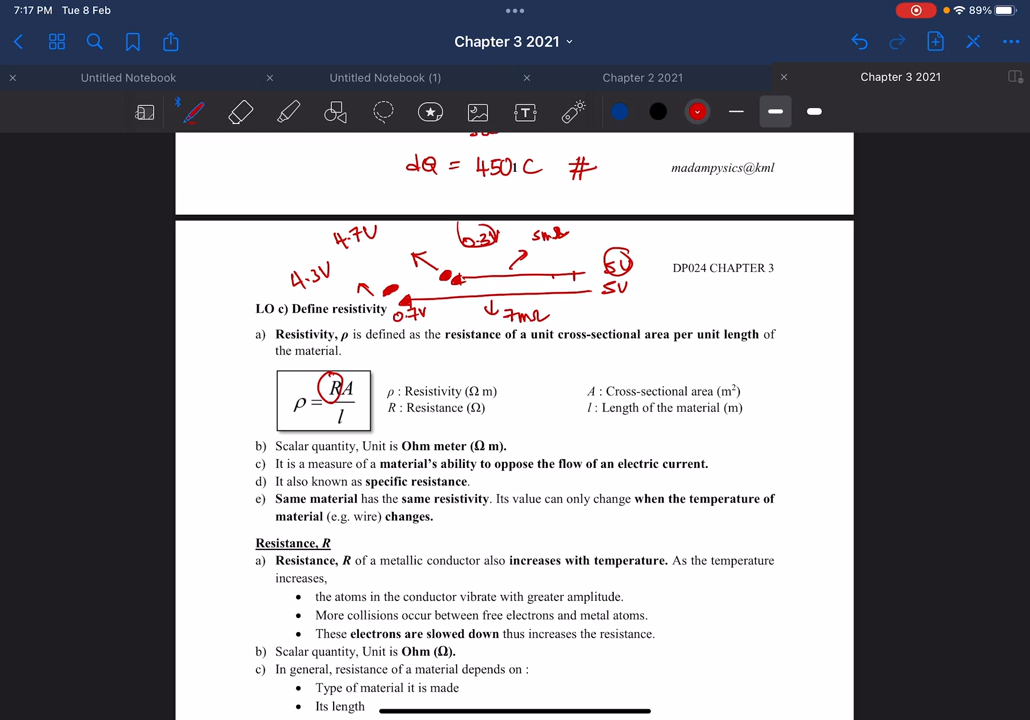 7:17 PM Tue 8 Feb
89%
Chapter 3 2021
Untitled Notebook
Untitled Notebook (1)
Chapter 2 2021
Chapter 3 2021
dQ = 450 C #
madampysics@kml
4.7V
0.3V
5mΩ
5V
DP024 CHAPTER 3
4.3V
5V
LO c) Define resistivity
0.7V
7mΩ
a) Resistivity, ρ is defined as the resistance of a unit cross-sectional area per unit length of
the material.
ρ = RA / l
ρ : Resistivity (Ω m)
A : Cross-sectional area (m²)
R : Resistance (Ω)
l : Length of the material (m)
b) Scalar quantity, Unit is Ohm meter (Ω m).
c) It is a measure of a material's ability to oppose the flow of an electric current.
d) It also known as specific resistance.
e) Same material has the same resistivity. Its value can only change when the temperature of
material (e.g. wire) changes.
Resistance, R
a) Resistance, R of a metallic conductor also increases with temperature. As the temperature
increases,
• the atoms in the conductor vibrate with greater amplitude.
• More collisions occur between free electrons and metal atoms.
• These electrons are slowed down thus increases the resistance.
b) Scalar quantity, Unit is Ohm (Ω).
c) In general, resistance of a material depends on :
• Type of material it is made
• Its length